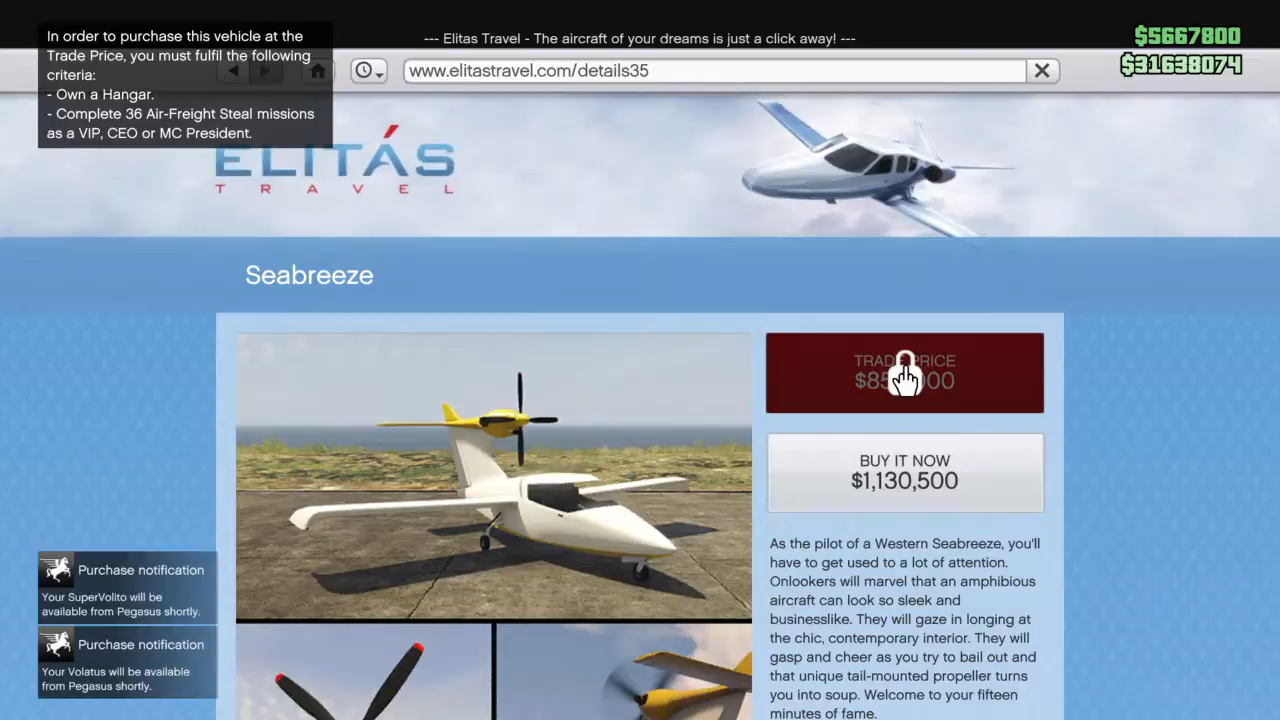 In order to purchase this vehicle at the
Trade Price, you must fulfil the following
criteria:
- Own a Hangar.
- Complete 36 Air-Freight Steal missions
as a VIP, CEO or MC President.
--- Elitas Travel - The aircraft of your dreams is just a click away! ---
$5667800
$31638074
www.elitastravel.com/details35
ELITÁS
TRAVEL
Seabreeze
TRADE PRICE
BUY IT NOW
$1,130,500
As the pilot of a Western Seabreeze, you'll
have to get used to a lot of attention.
Onlookers will marvel that an amphibious
aircraft can look so sleek and
businesslike. They will gaze in longing at
the chic, contemporary interior. They will
gasp and cheer as you try to bail out and
that unique tail-mounted propeller turns
you into soup. Welcome to your fifteen
minutes of fame.
Purchase notification
Your SuperVolito will be
available from Pegasus shortly.
Purchase notification
Your Volatus will be available
from Pegasus shortly.